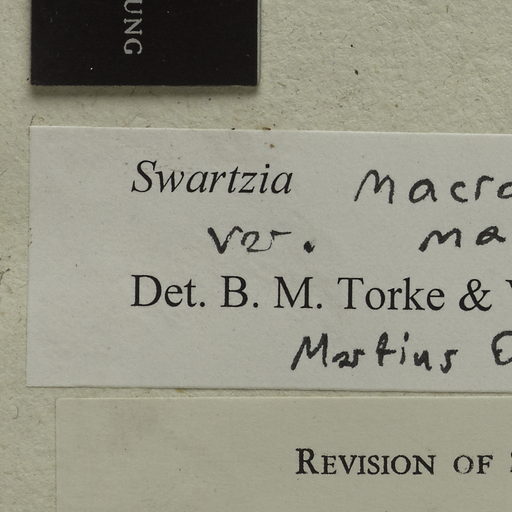 UNG
Swartzia macro
var. ma
Det. B. M. Torke &
Martius
REVISION OF